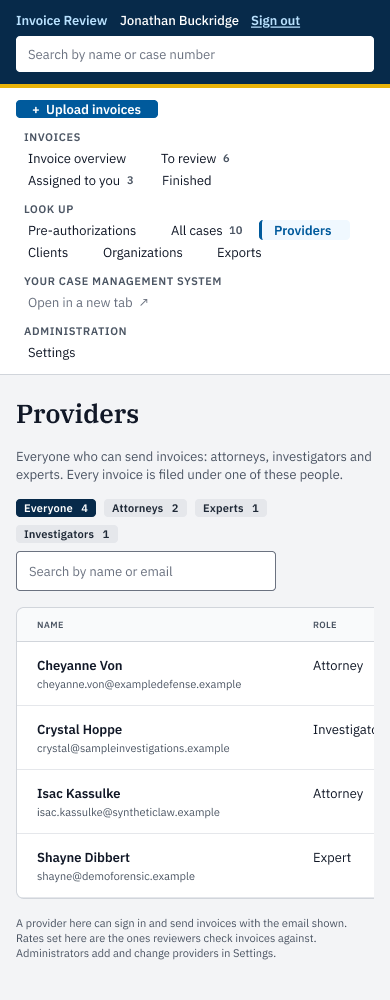 Invoice Review Jonathan Buckridge Sign out
Search by name or case number
+ Upload invoices
INVOICES
Invoice overview To review 6
Assigned to you 3 Finished
LOOK UP
Pre-authorizations All cases 10 Providers
Clients Organizations Exports
YOUR CASE MANAGEMENT SYSTEM
Open in a new tab ↗
ADMINISTRATION
Settings
Providers
Everyone who can send invoices: attorneys, investigators and
experts. Every invoice is filed under one of these people.
Everyone 4 Attorneys 2 Experts 1
Investigators 1
Search by name or email
NAME ROLE
Cheyanne Von Attorney
cheyanne.von@exampledefense.example
Crystal Hoppe Investigato
crystal@sampleinvestigations.example
Isac Kassulke Attorney
isac.kassulke@syntheticlaw.example
Shayne Dibbert Expert
shayne@demoforensic.example
A provider here can sign in and send invoices with the email shown.
Rates set here are the ones reviewers check invoices against.
Administrators add and change providers in Settings.